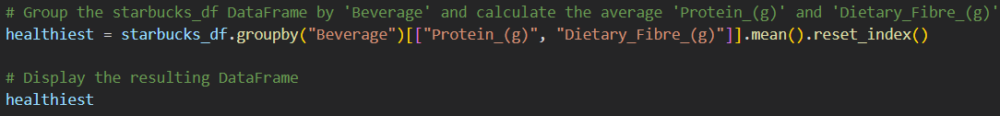 # Group the starbucks_df DataFrame by 'Beverage' and calculate the average 'Protein_(g)' and 'Dietary_Fibre_(g)'
healthiest = starbucks_df.groupby("Beverage")[["Protein_(g)", "Dietary_Fibre_(g)"]].mean().reset_index()
# Display the resulting DataFrame
healthiest